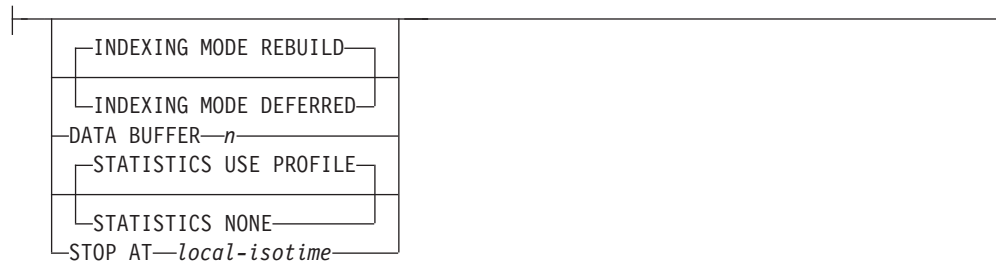 INDEXING MODE REBUILD
INDEXING MODE DEFERRED
DATA BUFFER n
STATISTICS USE PROFILE
STATISTICS NONE
STOP AT local-isotime